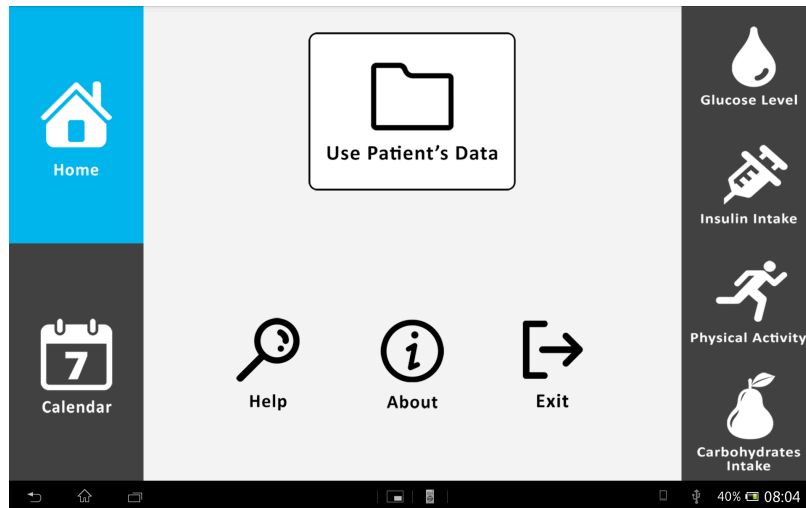 Home
7
Calendar
Use Patient's Data
Help
About
Exit
Glucose Level
Insulin Intake
Physical Activity
Carbohydrates
Intake
40% 08:04